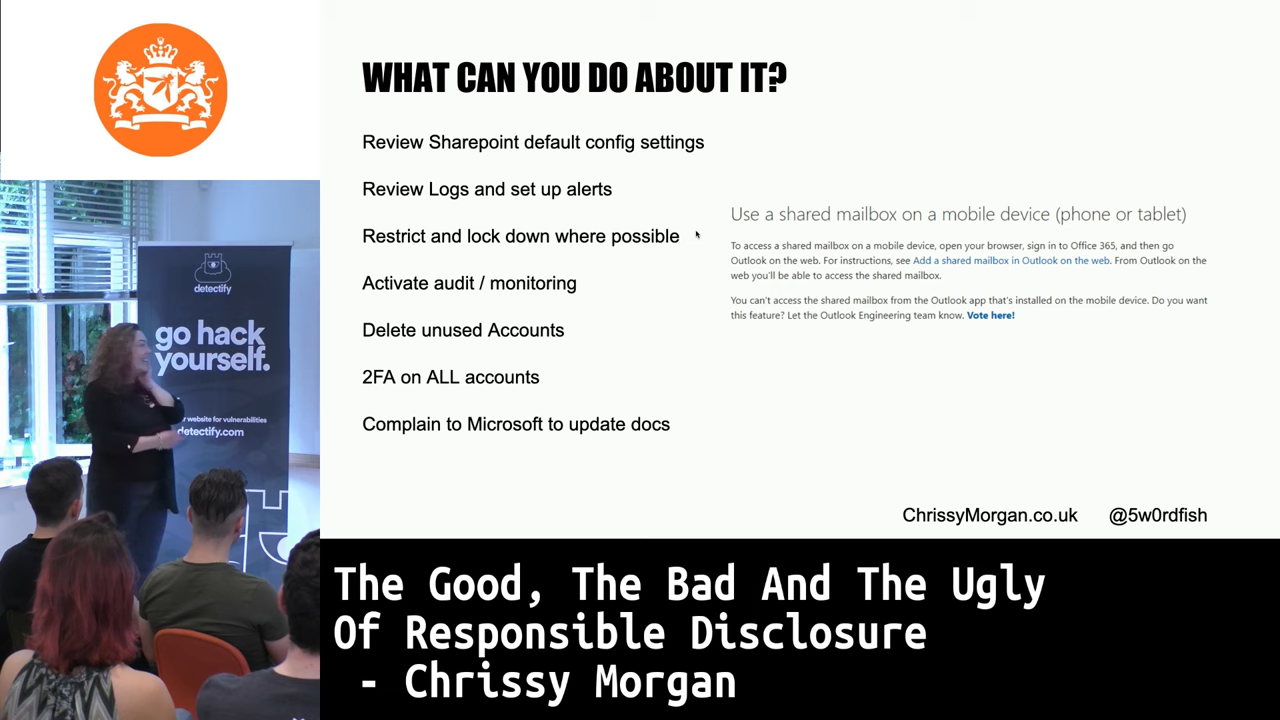 WHAT CAN YOU DO ABOUT IT?
Review Sharepoint default config settings
Review Logs and set up alerts
Restrict and lock down where possible
Activate audit / monitoring
Delete unused Accounts
2FA on ALL accounts
Complain to Microsoft to update docs
Use a shared mailbox on a mobile device (phone or tablet)
To access a shared mailbox on a mobile device, open your browser, sign in to Office 365, and then go
Outlook on the web. For instructions, see Add a shared mailbox in Outlook on the web. From Outlook on the
web you'll be able to access the shared mailbox.
You can't access the shared mailbox from the Outlook app that's installed on the mobile device. Do you want
this feature? Let the Outlook Engineering team know. Vote here!
ChrissyMorgan.co.uk @5w0rdfish
detectify
go hack
yourself.
website for vulnerabilities
detectify.com
The Good, The Bad And The Ugly
Of Responsible Disclosure
- Chrissy Morgan